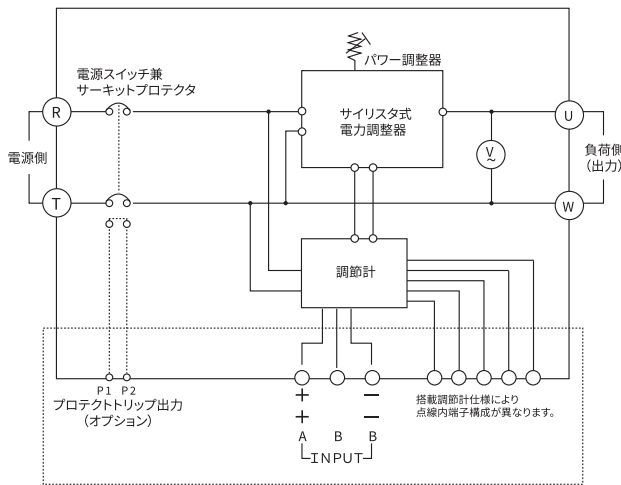 パワー調整器
電源スイッチ兼
サーキットプロテクタ
R
サイリスタ式
電力調整器
U
電源側
V
~
負荷側
(出力)
T
W
調節計
P1 P2
プロテクトトリップ出力
(オプション)
+
+
A B B
INPUT
搭載調節計仕様により
点線内端子構成が異なります。